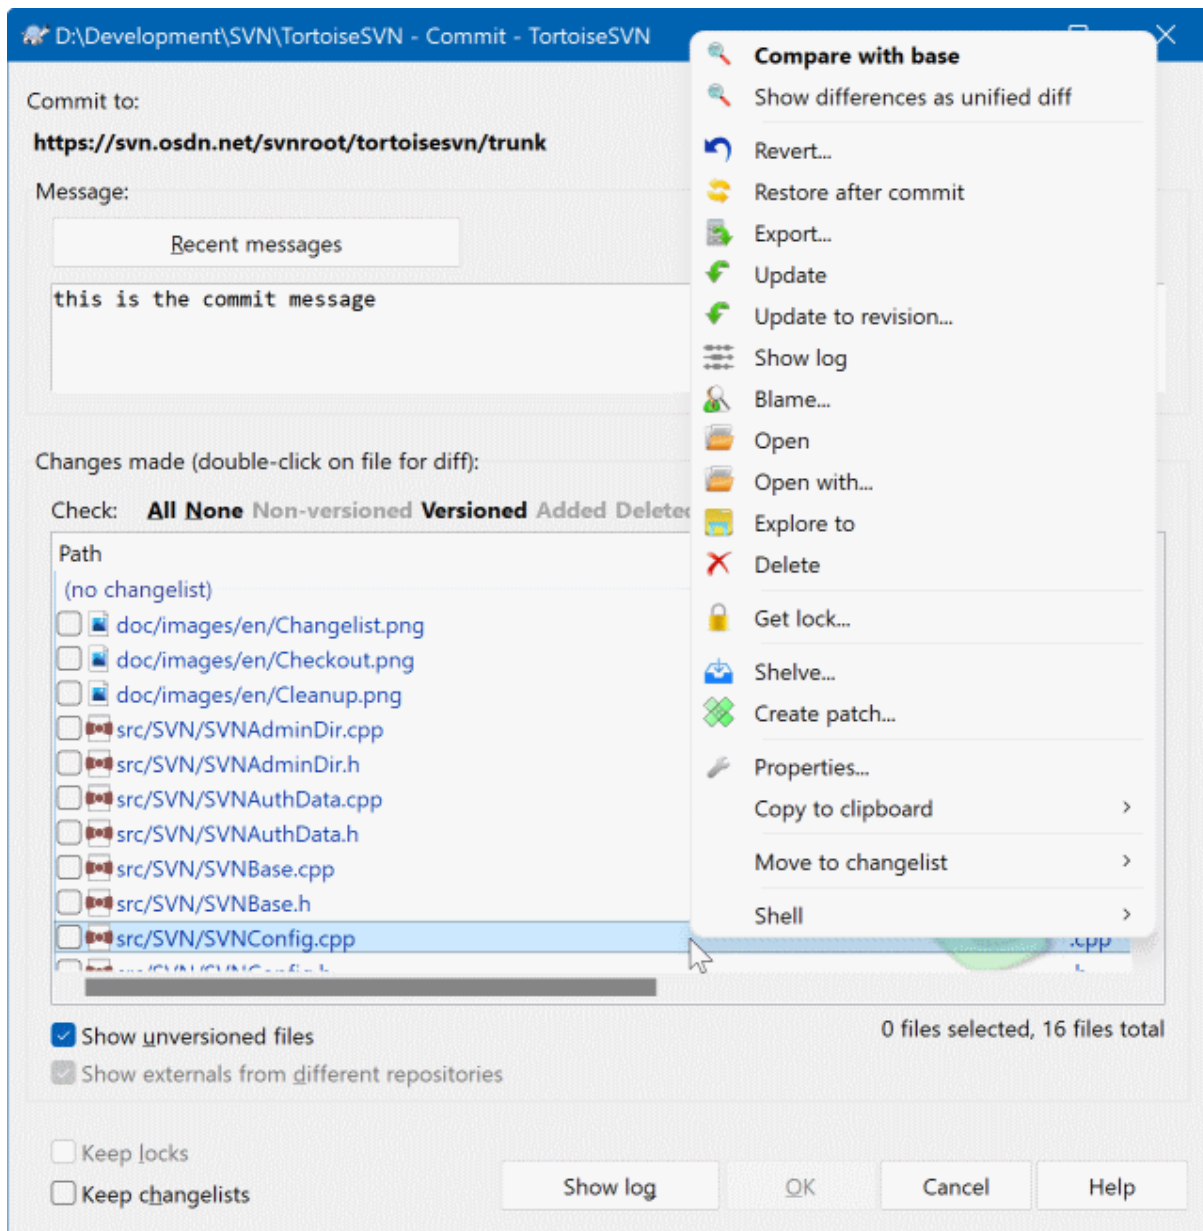 D:\Development\SVN\TortoiseSVN - Commit - TortoiseSVN
Commit to:
https://svn.osdn.net/svnroot/tortoisesvn/trunk
Message:
Recent messages
this is the commit message
Changes made (double-click on file for diff):
Check: All None Non-versioned Versioned Added Deleted
Path
(no changelist)
doc/images/en/Changelist.png
doc/images/en/Checkout.png
doc/images/en/Cleanup.png
src/SVN/SVNAdminDir.cpp
src/SVN/SVNAdminDir.h
src/SVN/SVNAuthData.cpp
src/SVN/SVNAuthData.h
src/SVN/SVNBase.cpp
src/SVN/SVNBase.h
src/SVN/SVNConfig.cpp
.cpp
src/SVN/SVNConfig.h
Compare with base
Show differences as unified diff
Revert...
Restore after commit
Export...
Update
Update to revision...
Show log
Blame...
Open
Open with...
Explore to
Delete
Get lock...
Shelve...
Create patch...
Properties...
Copy to clipboard
Move to changelist
Shell
0 files selected, 16 files total
Show unversioned files
Show externals from different repositories
Keep locks
Keep changelists
Show log
OK
Cancel
Help